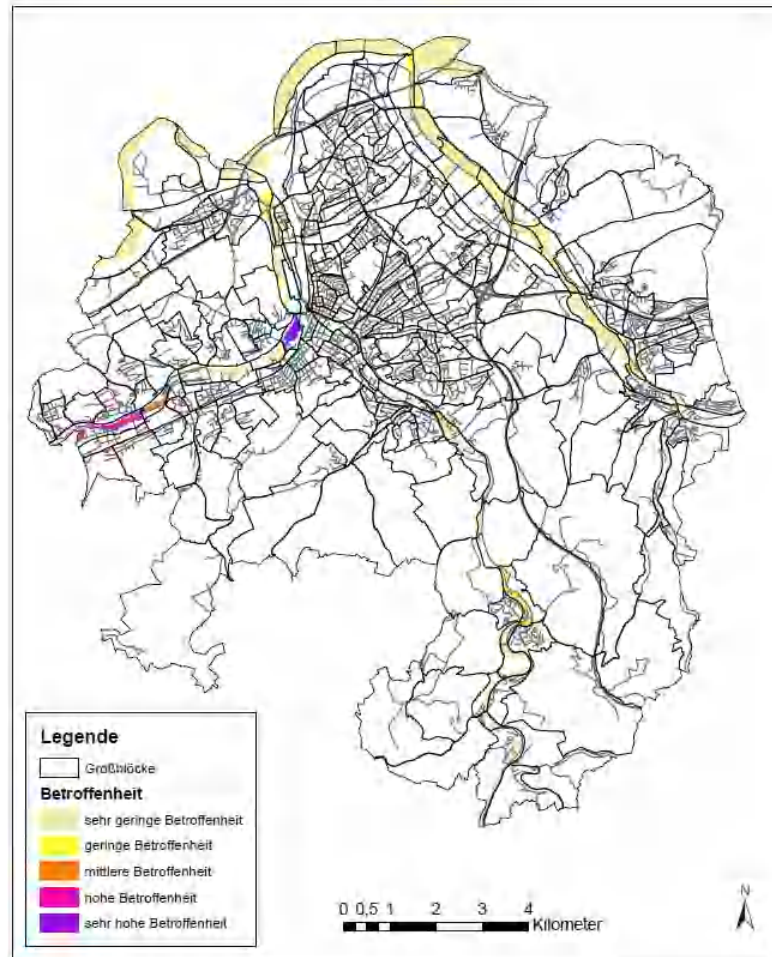 Legende
Großblöcke
Betroffenheit
sehr geringe Betroffenheit
geringe Betroffenheit
mittlere Betroffenheit
hohe Betroffenheit
sehr hohe Betroffenheit
N
0 0,5 1 2 3 4
Kilometer